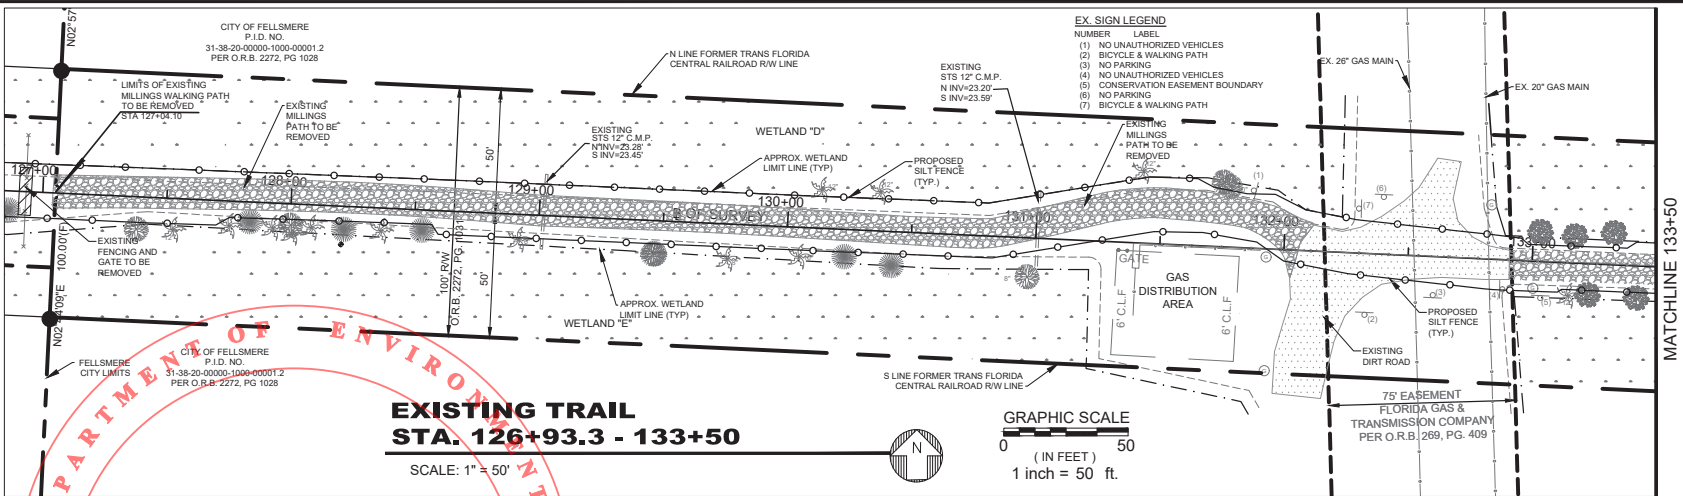 N02°57'
CITY OF FELLSMERE
P.I.D. NO.
31-38-20-00000-1000-00001.2
PER O.R.B. 2272, PG 1028
LIMITS OF EXISTING
MILLINGS WALKING PATH
TO BE REMOVED
STA 127+04.10
EXISTING
MILLINGS
PATH TO BE
REMOVED
N LINE FORMER TRANS FLORIDA
CENTRAL RAILROAD R/W LINE
EXISTING
STS 12" C.M.P.
N INV=23.28'
S INV=23.45'
WETLAND "D"
APPROX. WETLAND
LIMIT LINE (TYP)
PROPOSED
SILT FENCE
(TYP.)
EXISTING
STS 12" C.M.P.
N INV=23.20'
S INV=23.59'
EX. SIGN LEGEND
NUMBER LABEL
(1) NO UNAUTHORIZED VEHICLES
(2) BICYCLE & WALKING PATH
(3) NO PARKING
(4) NO UNAUTHORIZED VEHICLES
(5) CONSERVATION EASEMENT BOUNDARY
(6) NO PARKING
(7) BICYCLE & WALKING PATH
EXISTING
MILLINGS
PATH TO BE
REMOVED
EX. 26" GAS MAIN
EX. 20" GAS MAIN
127+00
128+00
129+00
130+00
131+00
132+00
133+00
OF SURVEY
50'
50'
100' R/W
O.R.B. 2272, PG 1031
(1)
(6)
(7)
(3)
(2)
(4)
(5)
EXISTING
FENCING AND
GATE TO BE
REMOVED
100.00'(F)
GATE
GAS
DISTRIBUTION
AREA
6' C.L.F
6' C.L.F
APPROX. WETLAND
LIMIT LINE (TYP)
WETLAND "E"
PROPOSED
SILT FENCE
(TYP.)
EXISTING
DIRT ROAD
FELLSMERE
CITY LIMITS
CITY OF FELLSMERE
P.I.D. NO.
31-38-20-00000-1000-00001.2
PER O.R.B. 2272, PG 1028
S LINE FORMER TRANS FLORIDA
CENTRAL RAILROAD R/W LINE
75' EASEMENT
FLORIDA GAS &
TRANSMISSION COMPANY
PER O.R.B. 269, PG. 409
MATCHLINE 133+50
EXISTING TRAIL
STA. 126+93.3 - 133+50
SCALE: 1" = 50'
N
GRAPHIC SCALE
0 50
( IN FEET )
1 inch = 50 ft.
PARTMENT OF ENVIRONMENT